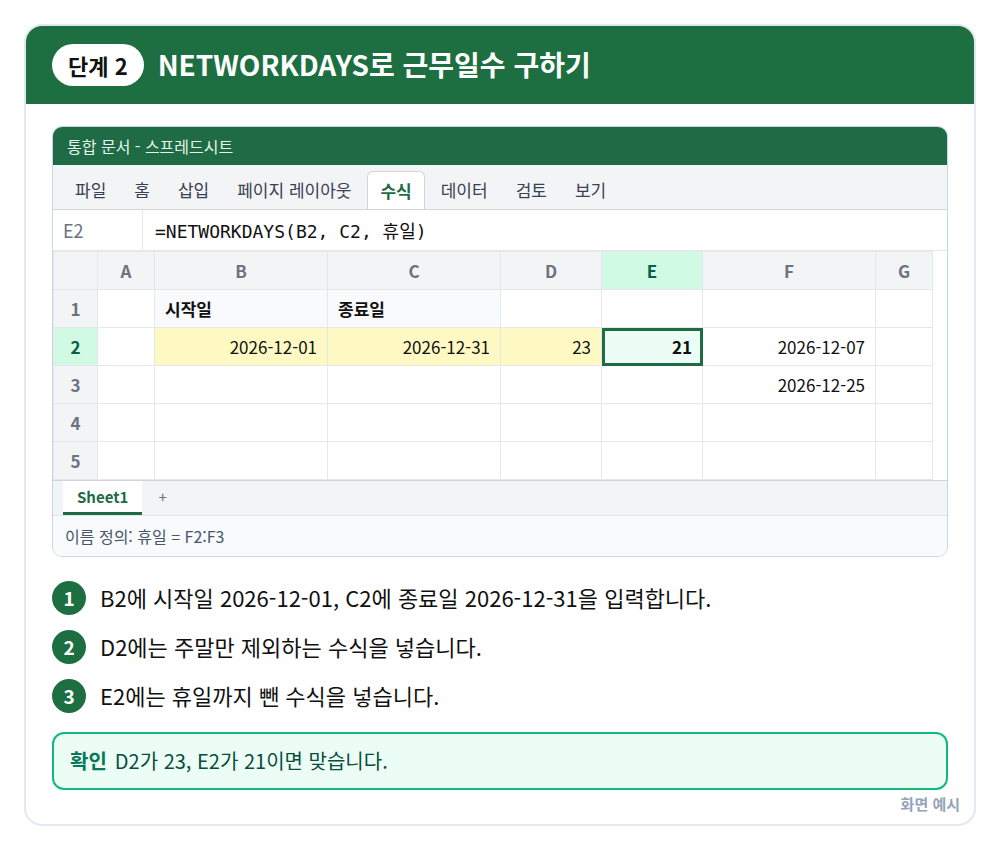 단계 2 NETWORKDAYS로 근무일수 구하기
통합 문서 - 스프레드시트
파일 홈 삽입 페이지 레이아웃 수식 데이터 검토 보기
E2 =NETWORKDAYS(B2, C2, 휴일)
A B C D E F G
1 시작일 종료일
2 2026-12-01 2026-12-31 23 21 2026-12-07
3 2026-12-25
4
5
Sheet1 +
이름 정의: 휴일 = F2:F3
1 B2에 시작일 2026-12-01, C2에 종료일 2026-12-31을 입력합니다.
2 D2에는 주말만 제외하는 수식을 넣습니다.
3 E2에는 휴일까지 뺀 수식을 넣습니다.
확인 D2가 23, E2가 21이면 맞습니다.
화면 예시